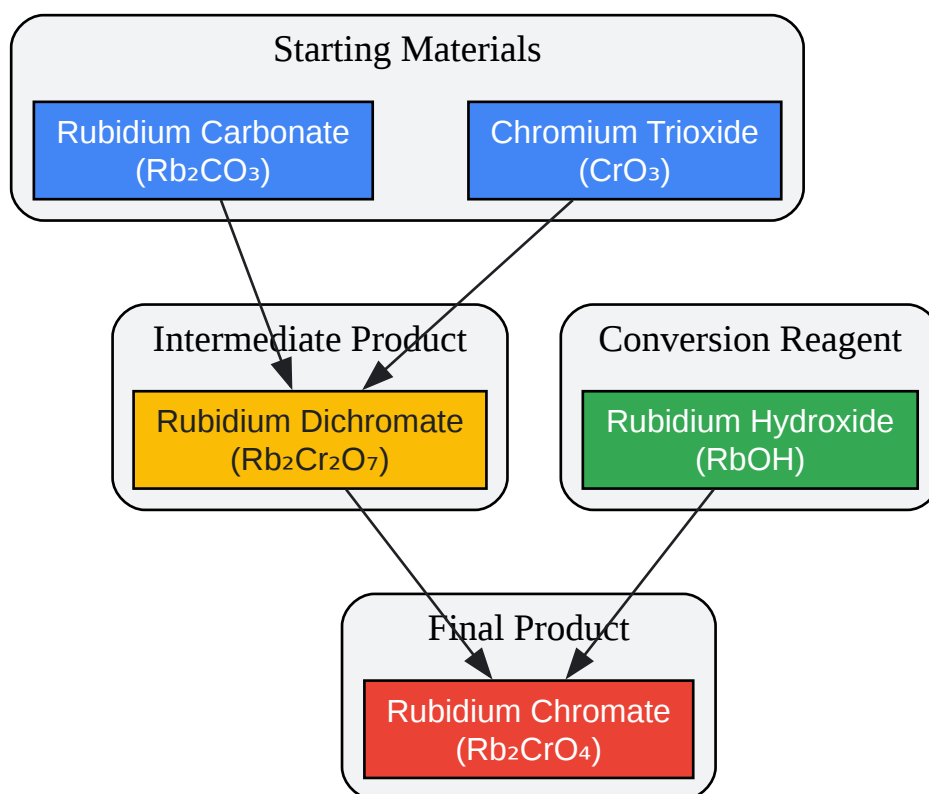 Starting Materials
Rubidium Carbonate
(Rb₂CO₃)
Chromium Trioxide
(CrO₃)
Intermediate Product
Rubidium Dichromate
(Rb₂Cr₂O₇)
Conversion Reagent
Rubidium Hydroxide
(RbOH)
Final Product
Rubidium Chromate
(Rb₂CrO₄)